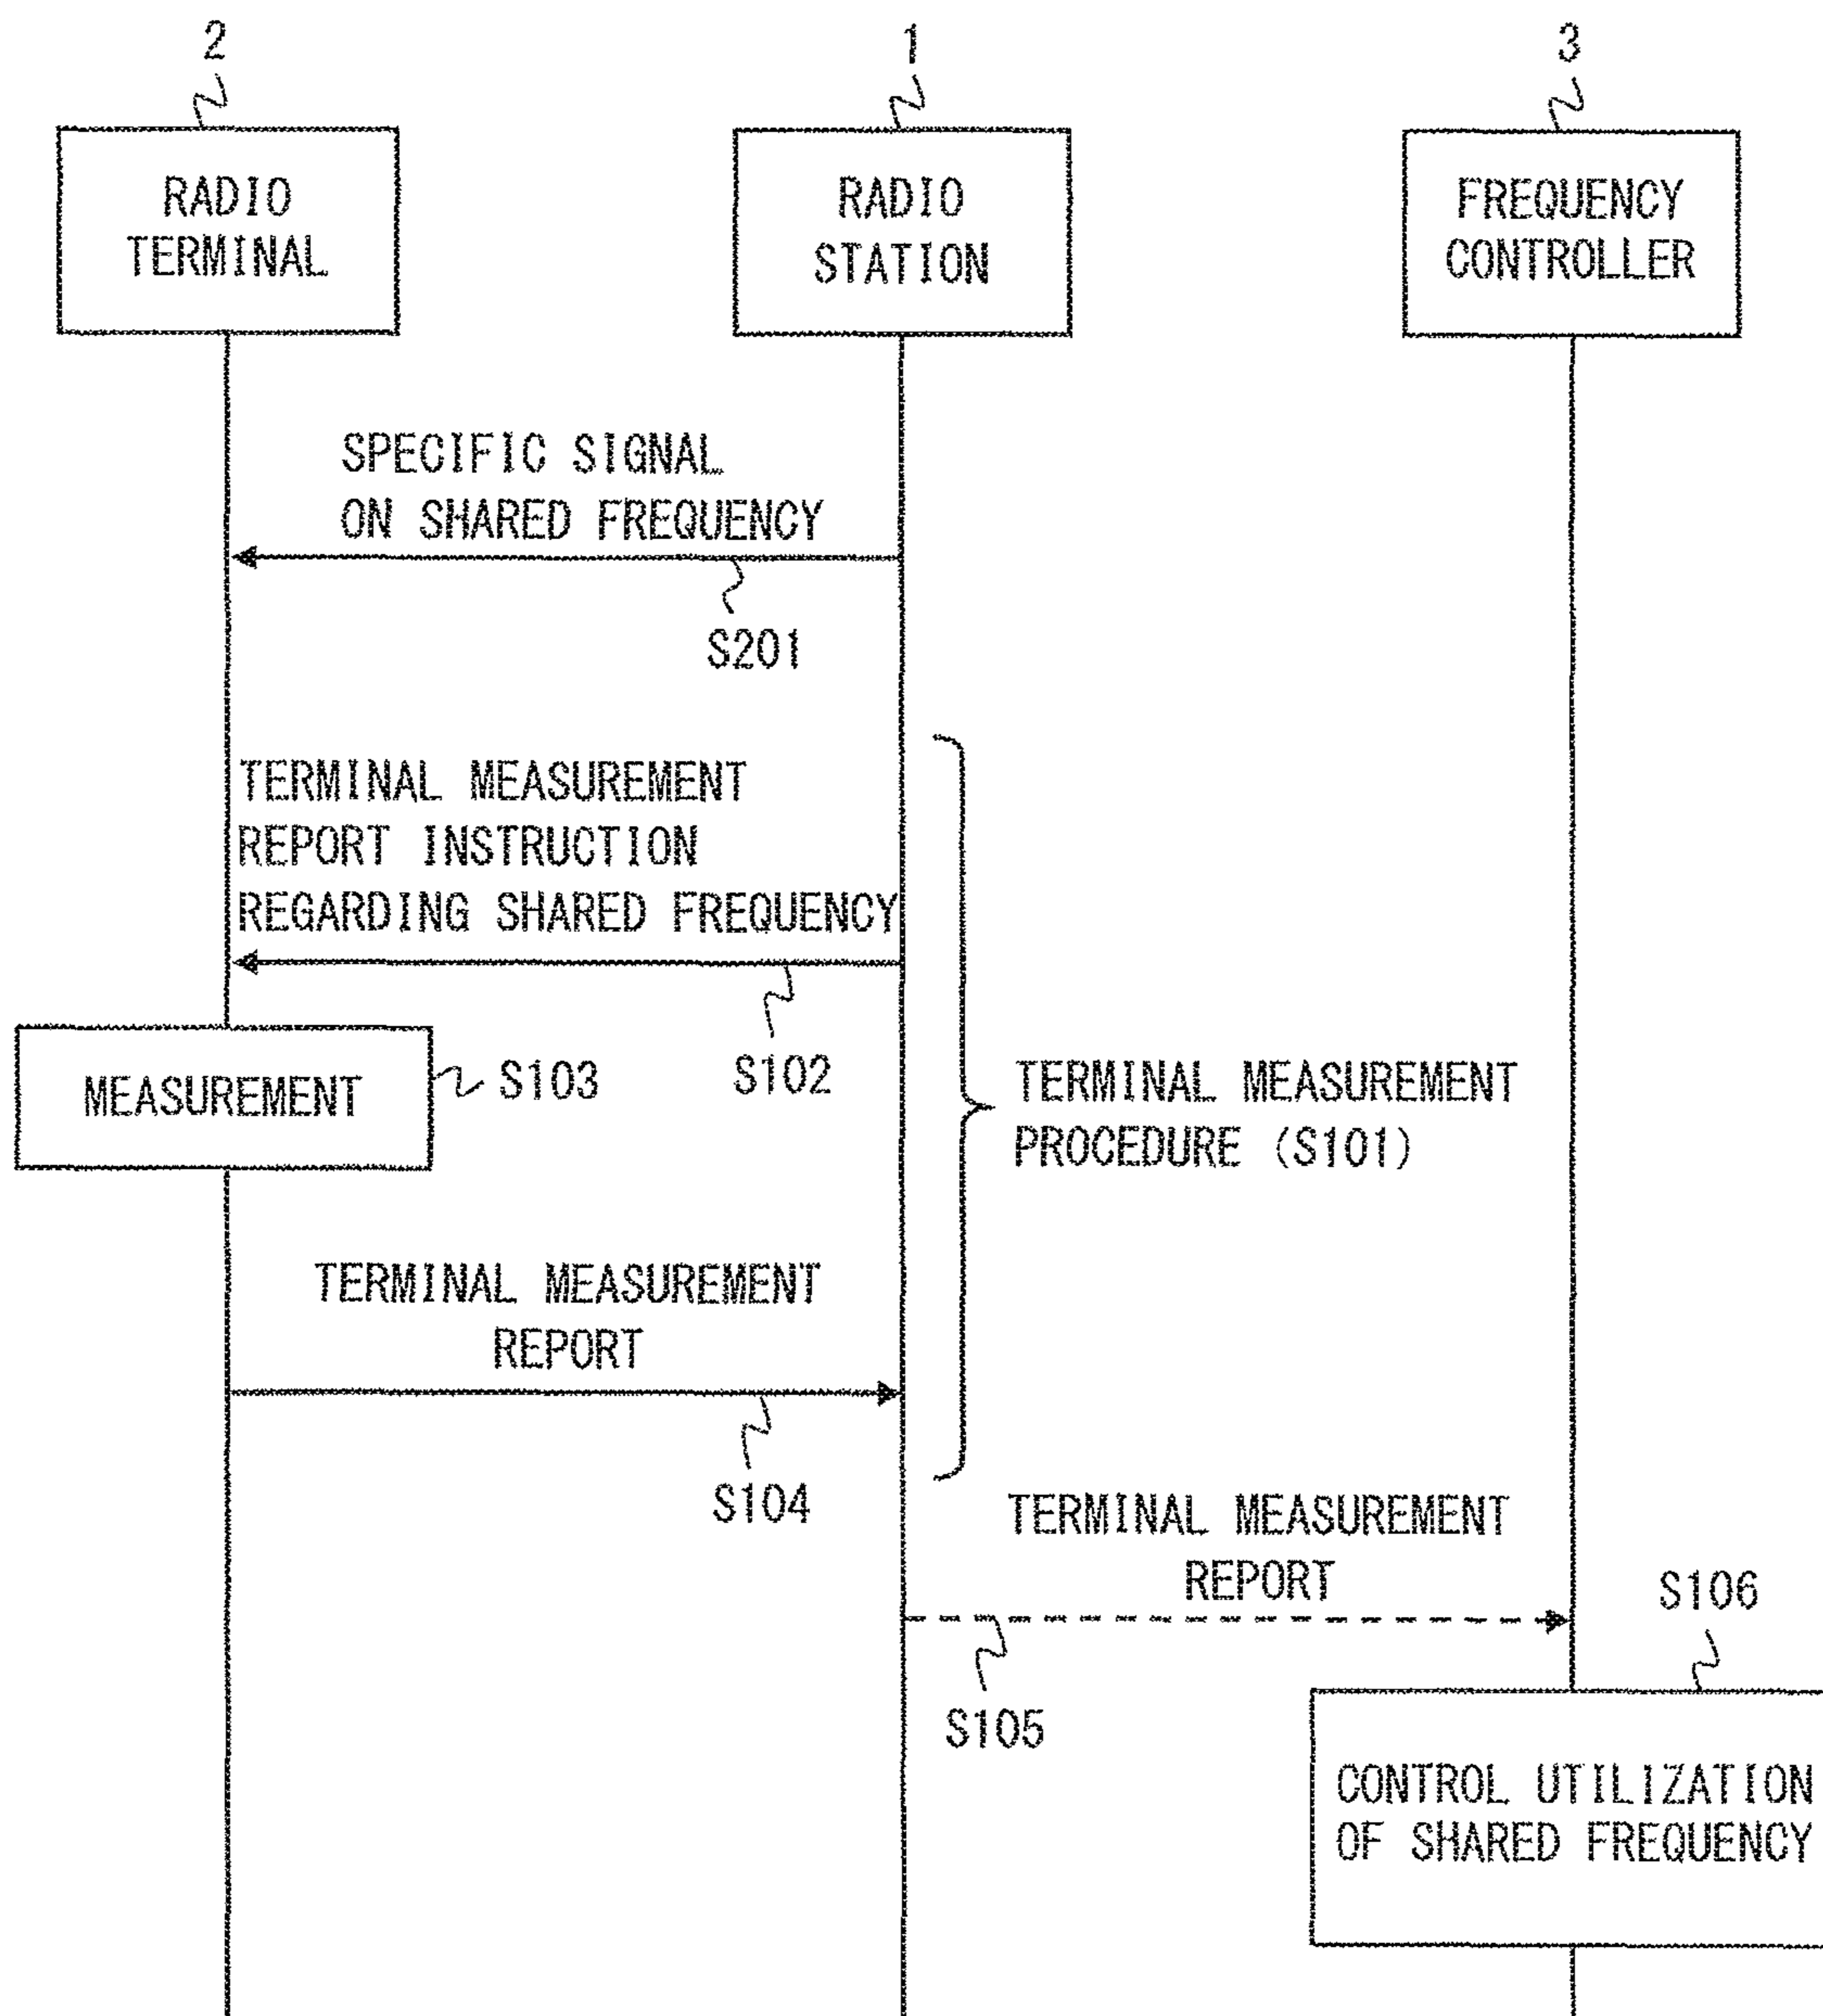 2
1
3
RADIO
TERMINAL
RADIO
STATION
FREQUENCY
CONTROLLER
SPECIFIC SIGNAL
ON SHARED FREQUENCY
S201
TERMINAL MEASUREMENT
REPORT INSTRUCTION
REGARDING SHARED FREQUENCY
S102
MEASUREMENT
S103
TERMINAL MEASUREMENT
PROCEDURE (S101)
TERMINAL MEASUREMENT
REPORT
S104
TERMINAL MEASUREMENT
REPORT
S105
S106
CONTROL UTILIZATION
OF SHARED FREQUENCY